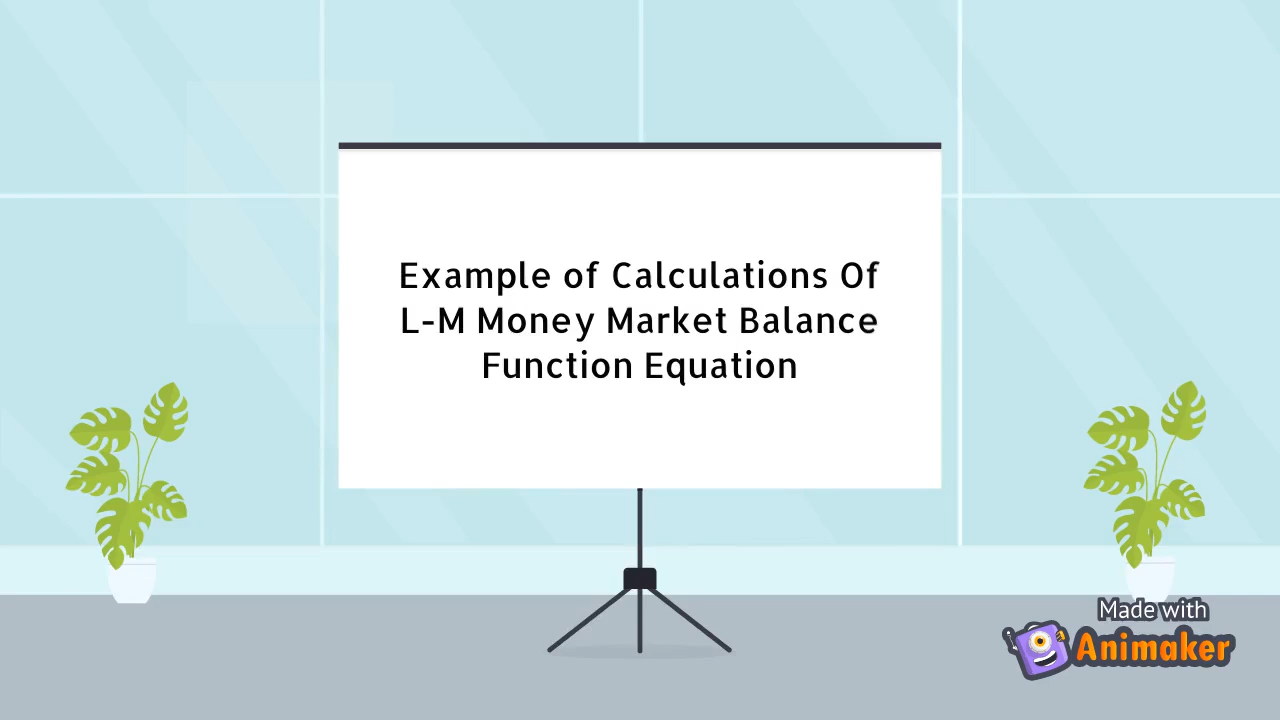 Example of Calculations Of
L-M Money Market Balance
Function Equation
Made with
Animaker